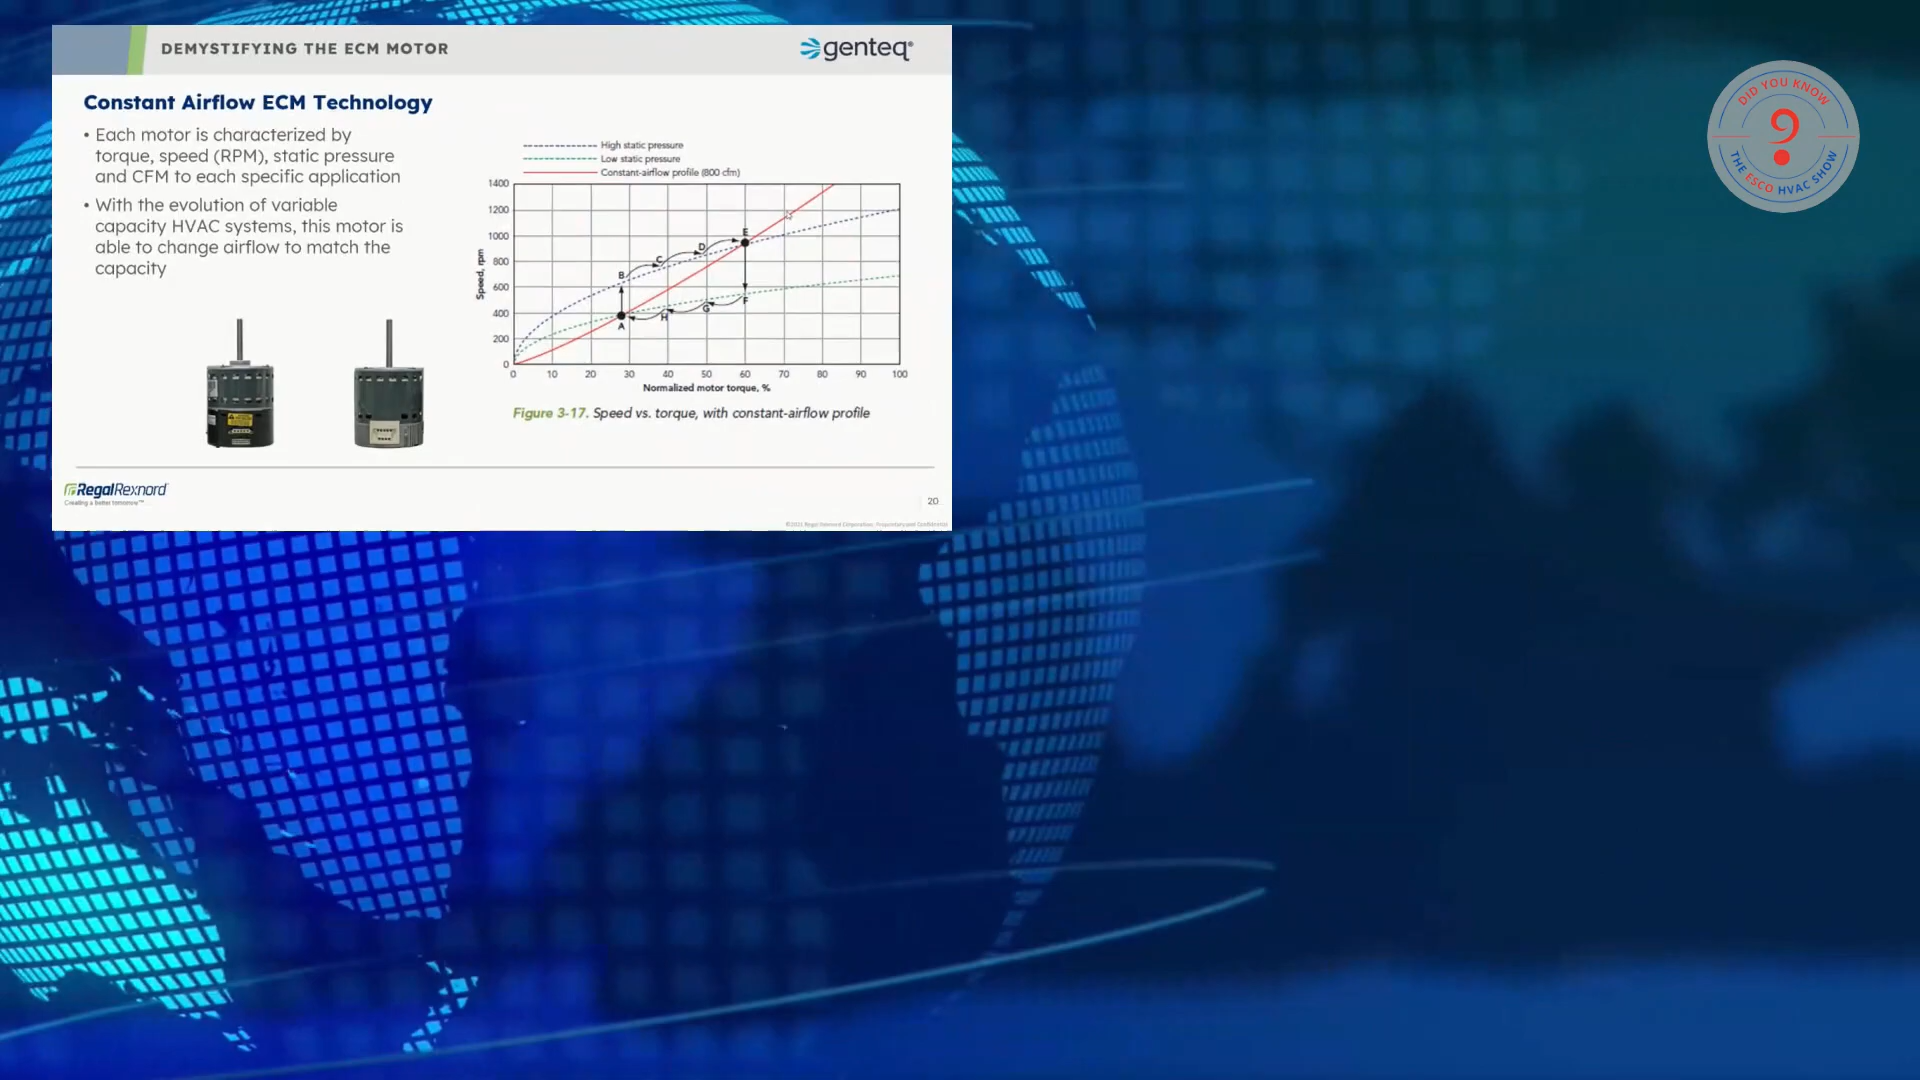 DEMYSTIFYING THE ECM MOTOR
genteq®
Constant Airflow ECM Technology
• Each motor is characterized by
torque, speed (RPM), static pressure
and CFM to each specific application
• With the evolution of variable
capacity HVAC systems, this motor is
able to change airflow to match the
capacity
High static pressure
Low static pressure
Constant-airflow profile (800 cfm)
1400
1200
1000
800
600
400
200
0
Speed, rpm
A
B
C
D
E
F
G
H
0 10 20 30 40 50 60 70 80 90 100
Normalized motor torque, %
Figure 3-17. Speed vs. torque, with constant-airflow profile
RegalRexnord
Creating a better tomorrow™
20
DID YOU KNOW
?
THE ESCO HVAC SHOW